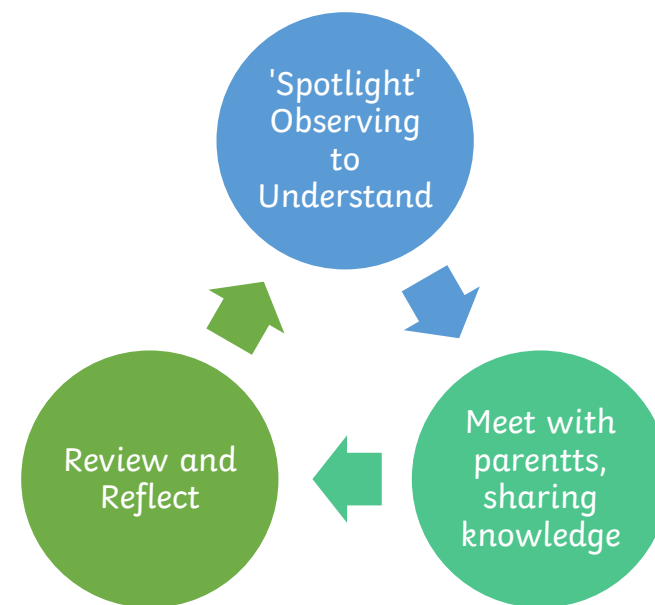 'Spotlight'
Observing
to
Understand
Meet with
parentts,
sharing
knowledge
Review and
Reflect